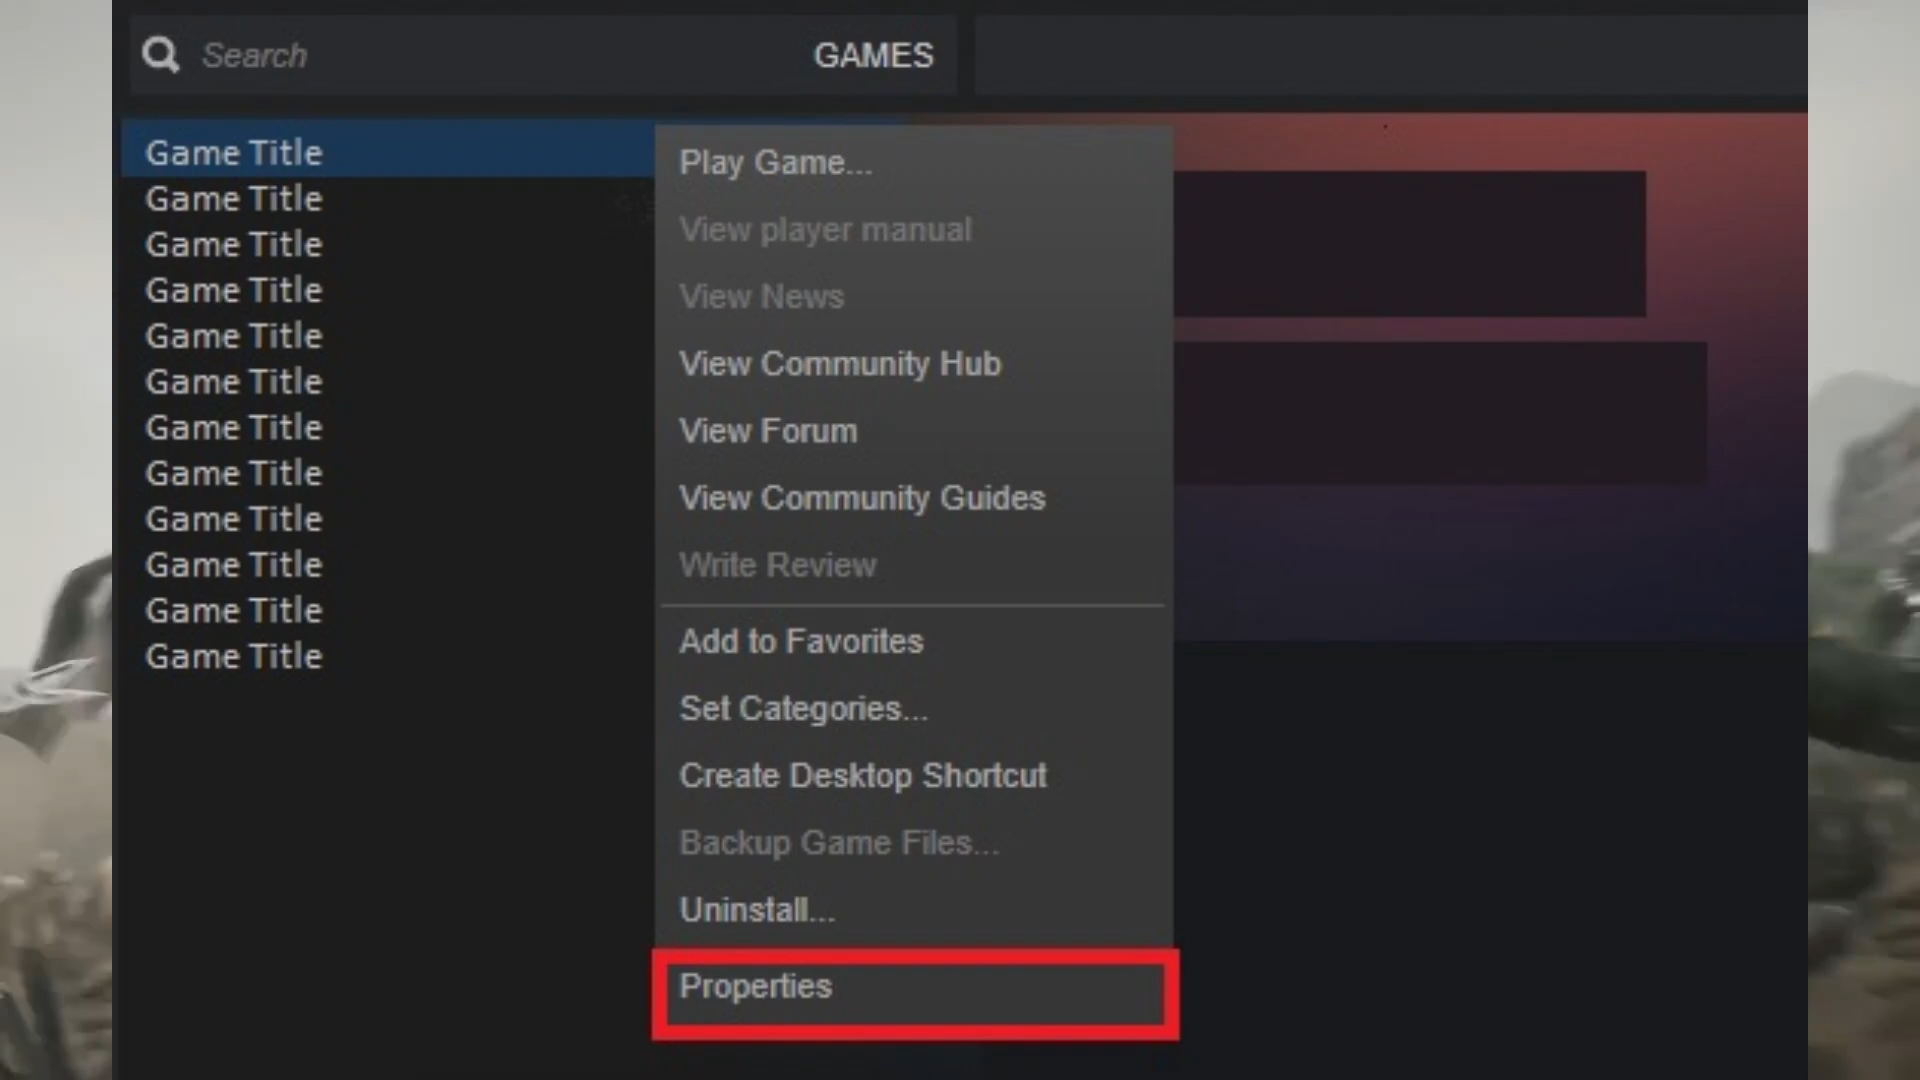 Search
GAMES
Game Title
Game Title
Game Title
Game Title
Game Title
Game Title
Game Title
Game Title
Game Title
Game Title
Game Title
Game Title
Play Game...
View player manual
View News
View Community Hub
View Forum
View Community Guides
Write Review
Add to Favorites
Set Categories...
Create Desktop Shortcut
Backup Game Files...
Uninstall...
Properties